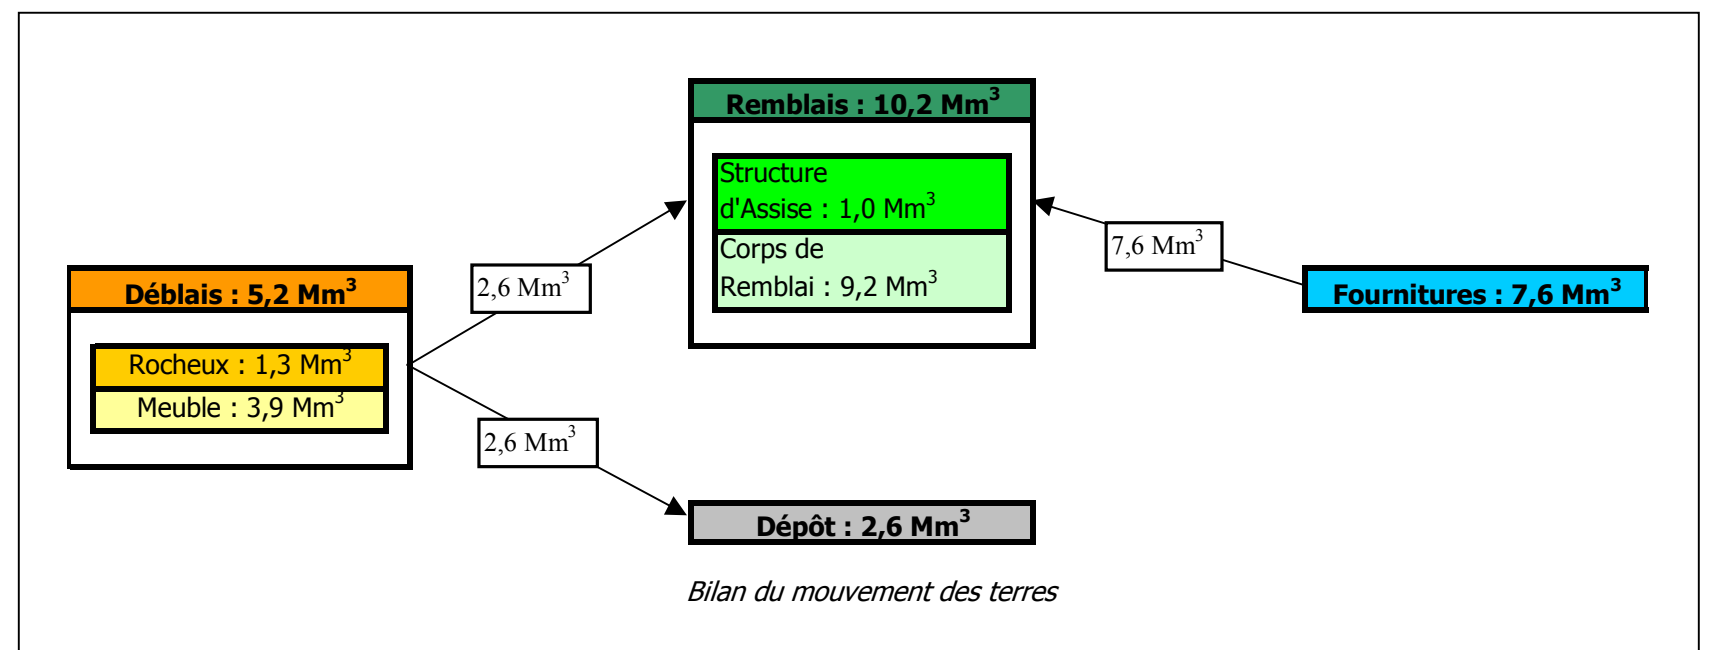 Remblais : 10,2 Mm³
Structure
d'Assise : 1,0 Mm³
Corps de
Remblai : 9,2 Mm³
7,6 Mm³
Fournitures : 7,6 Mm³
2,6 Mm³
Déblais : 5,2 Mm³
Rocheux : 1,3 Mm³
Meuble : 3,9 Mm³
2,6 Mm³
Dépôt : 2,6 Mm³
Bilan du mouvement des terres